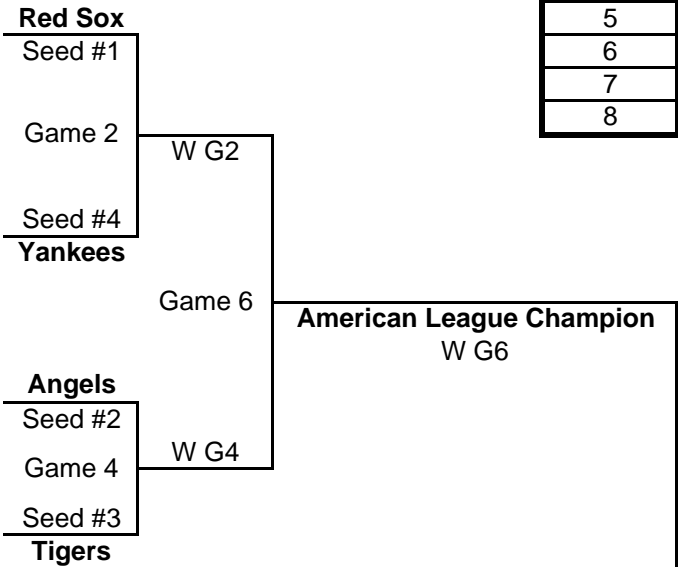 Red Sox
5
Seed #1
6
7
8
Game 2
W G2
Seed #4
Yankees
Game 6
American League Champion
W G6
Angels
Seed #2
W G4
Game 4
Seed #3
Tigers